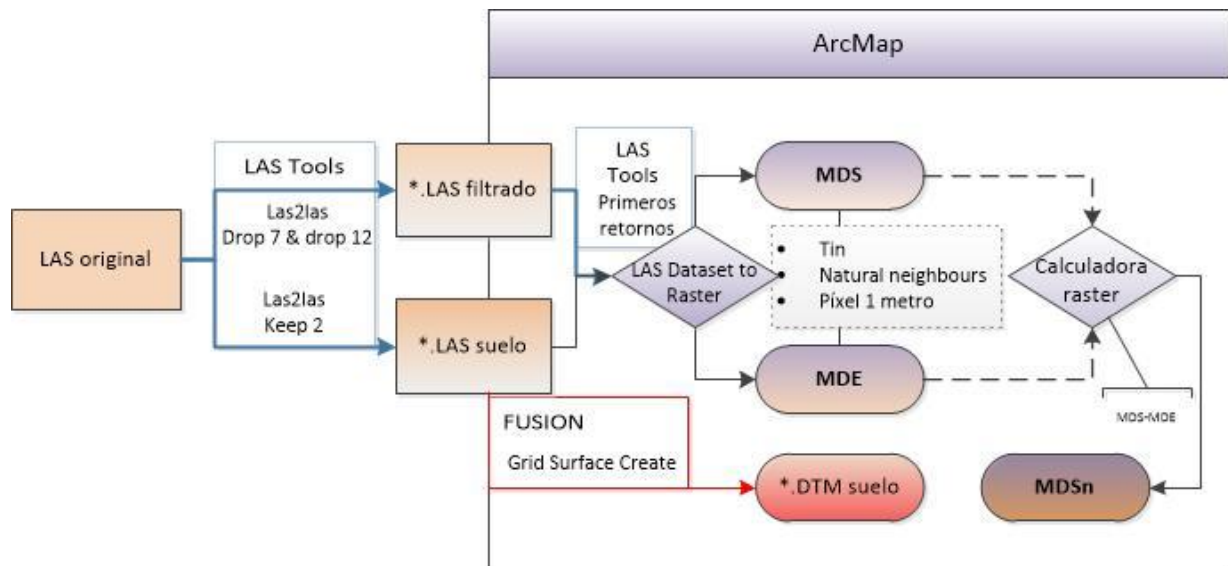 ArcMap
LAS original
LAS Tools
Las2las
Drop 7 & drop 12
Las2las
Keep 2
*.LAS filtrado
*.LAS suelo
LAS
Tools
Primeros
retornos
LAS Dataset to
Raster
MDS
• Tin
• Natural neighbours
• Píxel 1 metro
MDE
Calculadora
raster
MDS-MDE
MDSn
FUSION
Grid Surface Create
*.DTM suelo